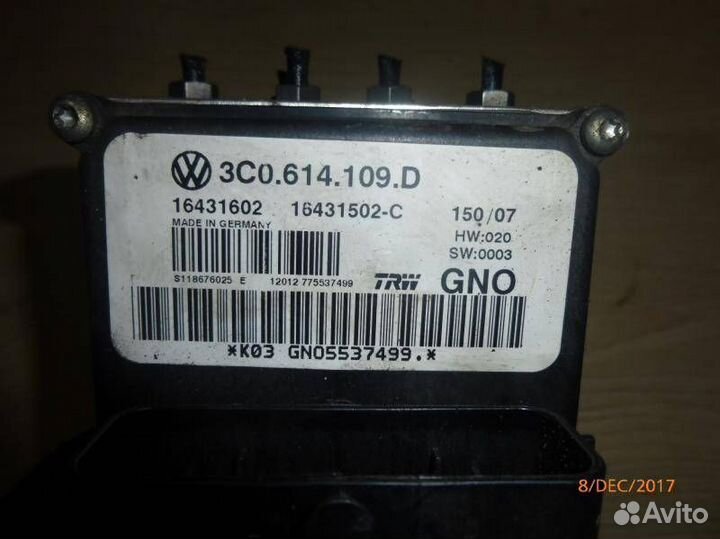 3C0.614.109.D
16431602 16431502-C 150/07
MADE IN GERMANY
HW:020
SW:0003
S118676025 E 12012 775537499 TRW GNO
*K03 GNO5537499.*
8/DEC/2017
Avito